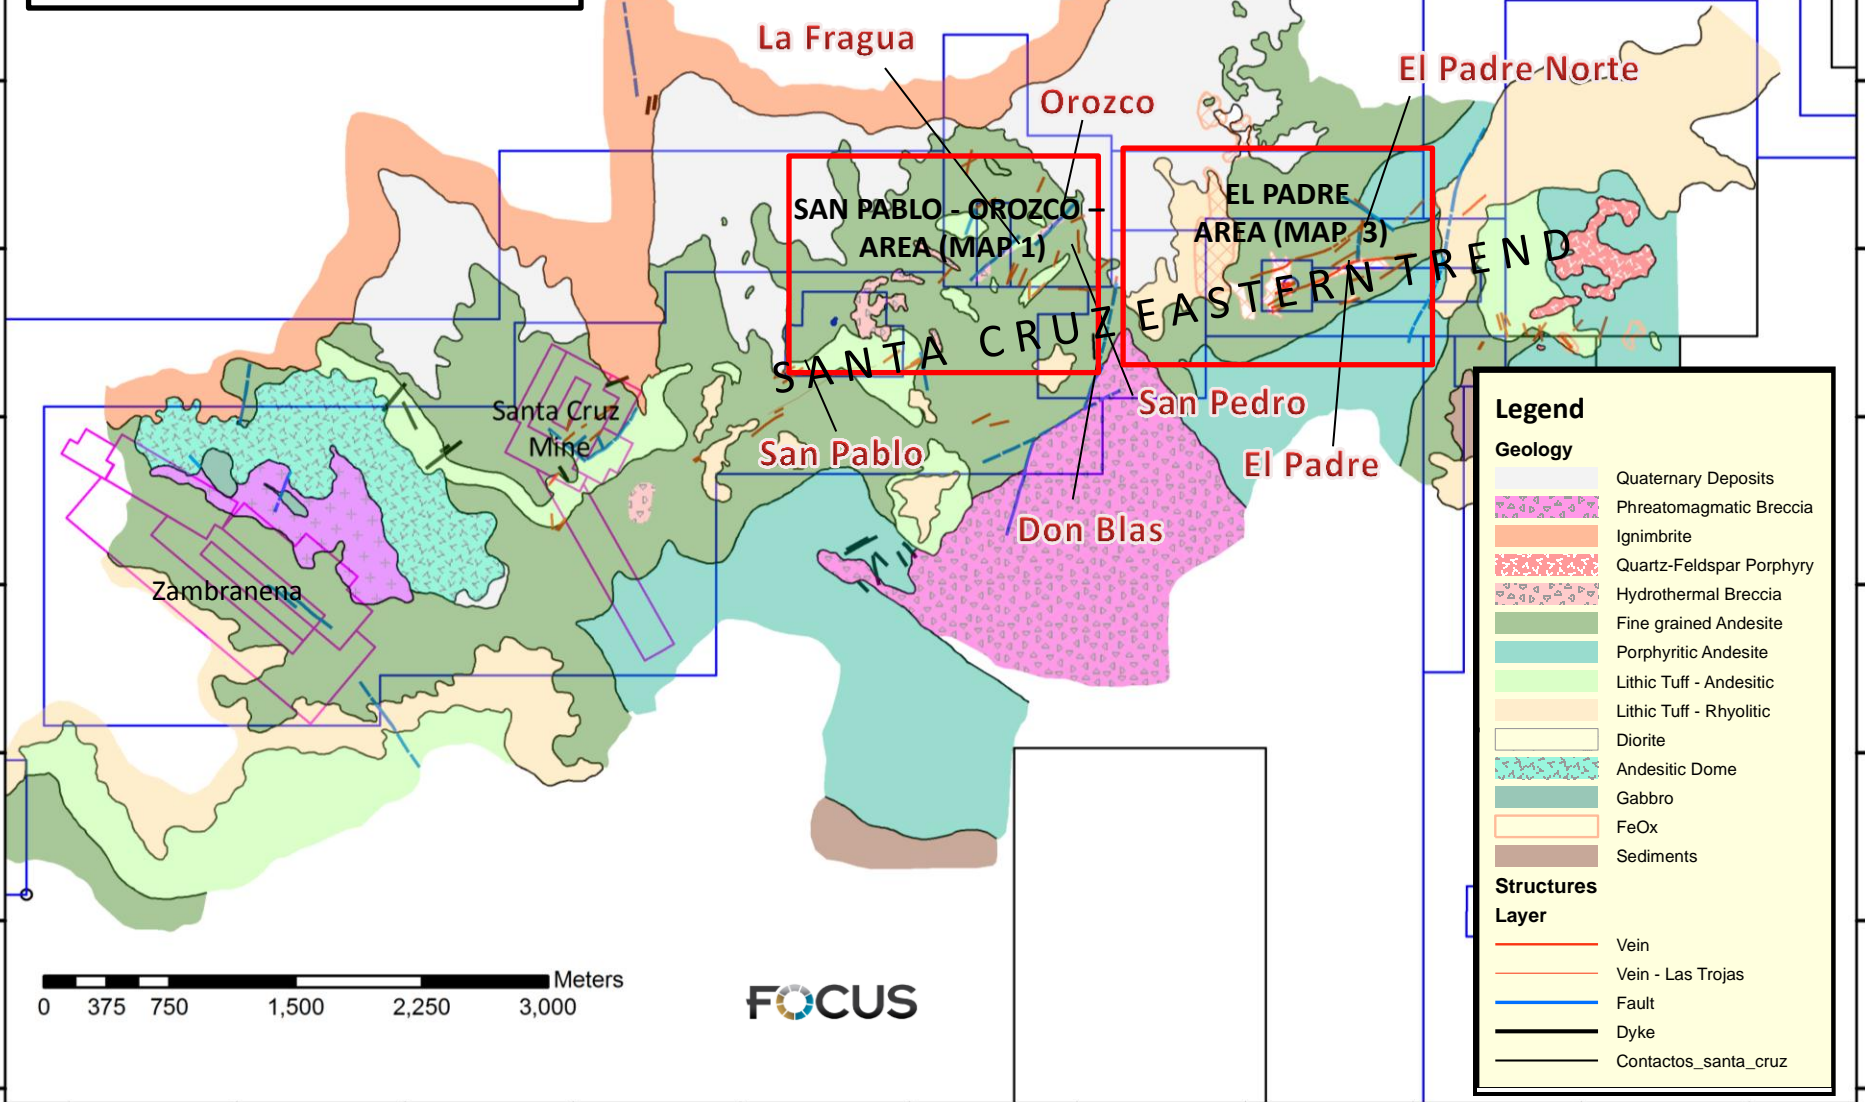 La Fragua
El Padre Norte
Orozco
SAN PABLO - OROZCO –
AREA (MAP 1)
EL PADRE
AREA (MAP 3)
SANTA CRUZ EASTERN TREND
Santa Cruz
Mine
San Pablo
San Pedro
El Padre
Don Blas
Zambranena
Meters
0 375 750 1,500 2,250 3,000
FOCUS
Legend
Geology
Quaternary Deposits
Phreatomagmatic Breccia
Ignimbrite
Quartz-Feldspar Porphyry
Hydrothermal Breccia
Fine grained Andesite
Porphyritic Andesite
Lithic Tuff - Andesitic
Lithic Tuff - Rhyolitic
Diorite
Andesitic Dome
Gabbro
FeOx
Sediments
Structures
Layer
Vein
Vein - Las Trojas
Fault
Dyke
Contactos_santa_cruz